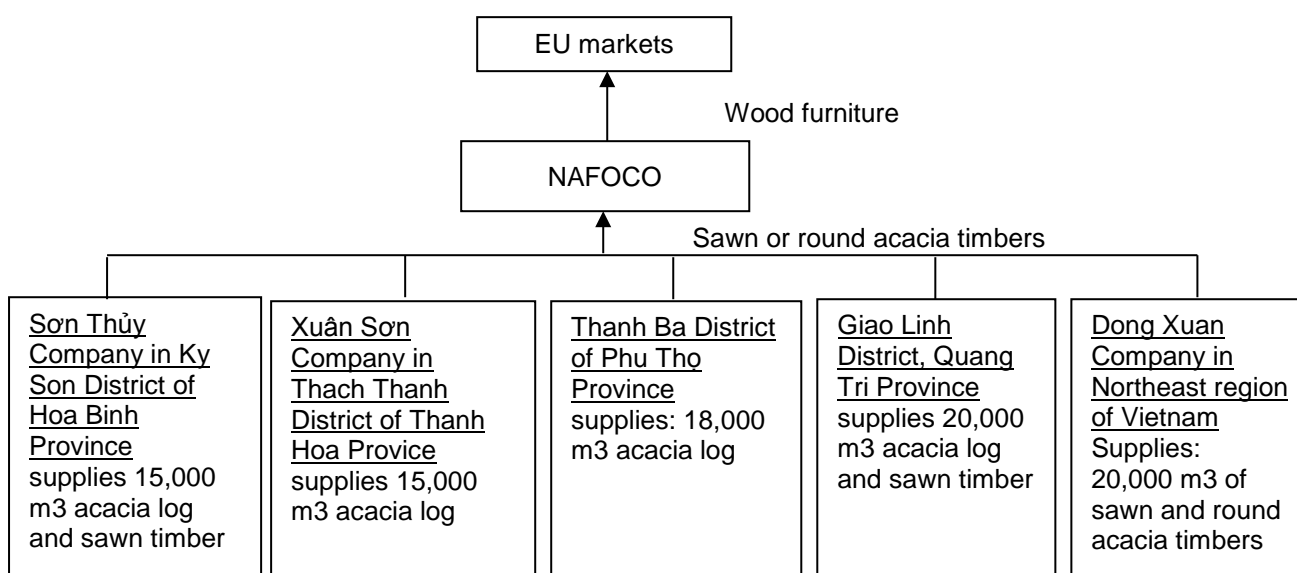 EU markets
Wood furniture
NAFOCO
Sawn or round acacia timbers
Sơn Thủy
Company in Ky
Son District of
Hoa Binh
Province
supplies 15,000
m3 acacia log
and sawn timber
Xuân Sơn
Company in
Thach Thanh
District of Thanh
Hoa Provice
supplies 15,000
m3 acacia log
Thanh Ba District
of Phu Thọ
Province
supplies: 18,000
m3 acacia log
Giao Linh
District, Quang
Tri Province
supplies 20,000
m3 acacia log
and sawn timber
Dong Xuan
Company in
Northeast region
of Vietnam
Supplies:
20,000 m3 of
sawn and round
acacia timbers